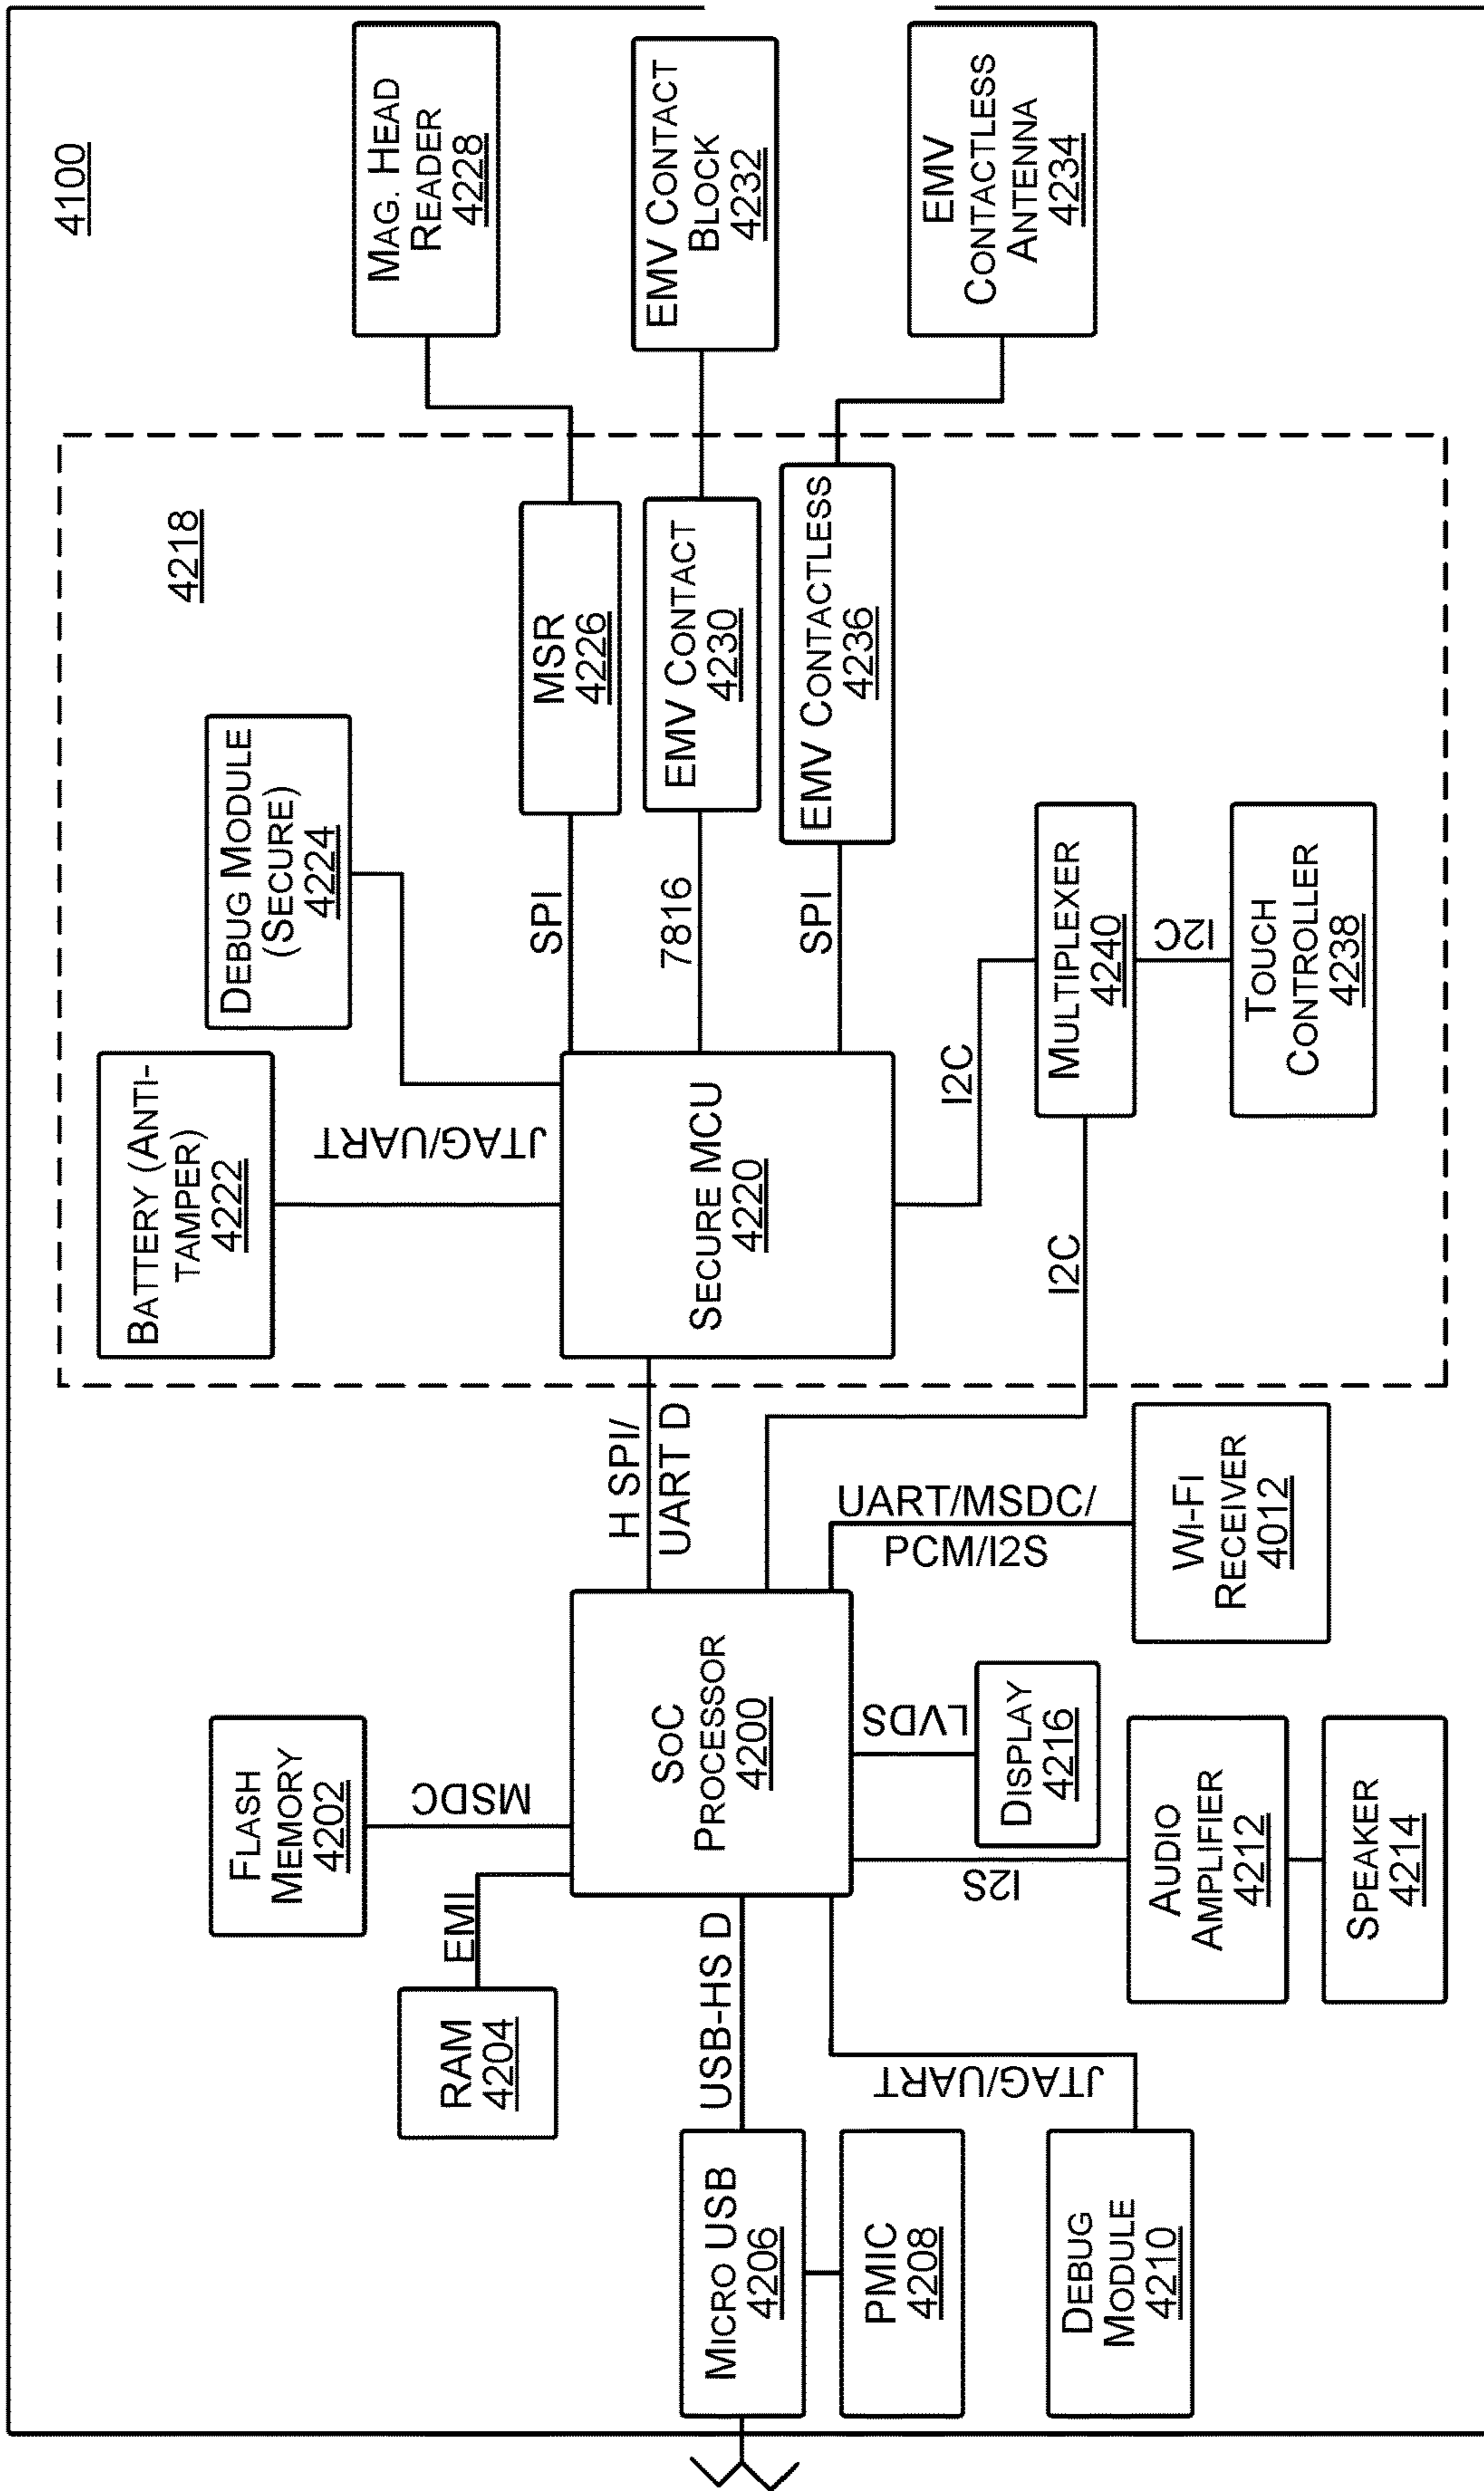 4100
FLASH
MEMORY
4202
BATTERY (ANTI-
TAMPER)
4222
DEBUG MODULE
(SECURE)
4224
4218
RAM
4204
EMI
MSDC
JTAG/UART
MAG. HEAD
READER
4228
MICRO USB
4206
USB-HS D
SOC
PROCESSOR
4200
H SPI/
UART D
SECURE MCU
4220
SPI
MSR
4226
7816
EMV CONTACT
4230
EMV CONTACT
BLOCK
4232
PMIC
4208
SPI
EMV CONTACTLESS
4236
EMV
CONTACTLESS
ANTENNA
4234
JTAG/UART
DEBUG
MODULE
4210
I2S
LVDS
DISPLAY
4216
UART/MSDC/
PCM/I2S
I2C
I2C
MULTIPLEXER
4240
AUDIO
AMPLIFIER
4212
WI-FI
RECEIVER
4012
I2C
SPEAKER
4214
TOUCH
CONTROLLER
4238